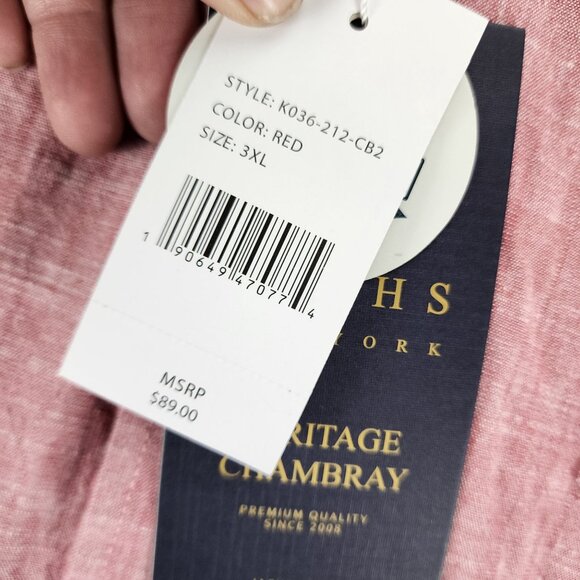 STYLE: K036-212-CB2
COLOR: RED
SIZE: 3XL
1 90649 47077 4
MSRP
$89.00
HS
YORK
RITAGE
CHAMBRAY
PREMIUM QUALITY
SINCE 2008